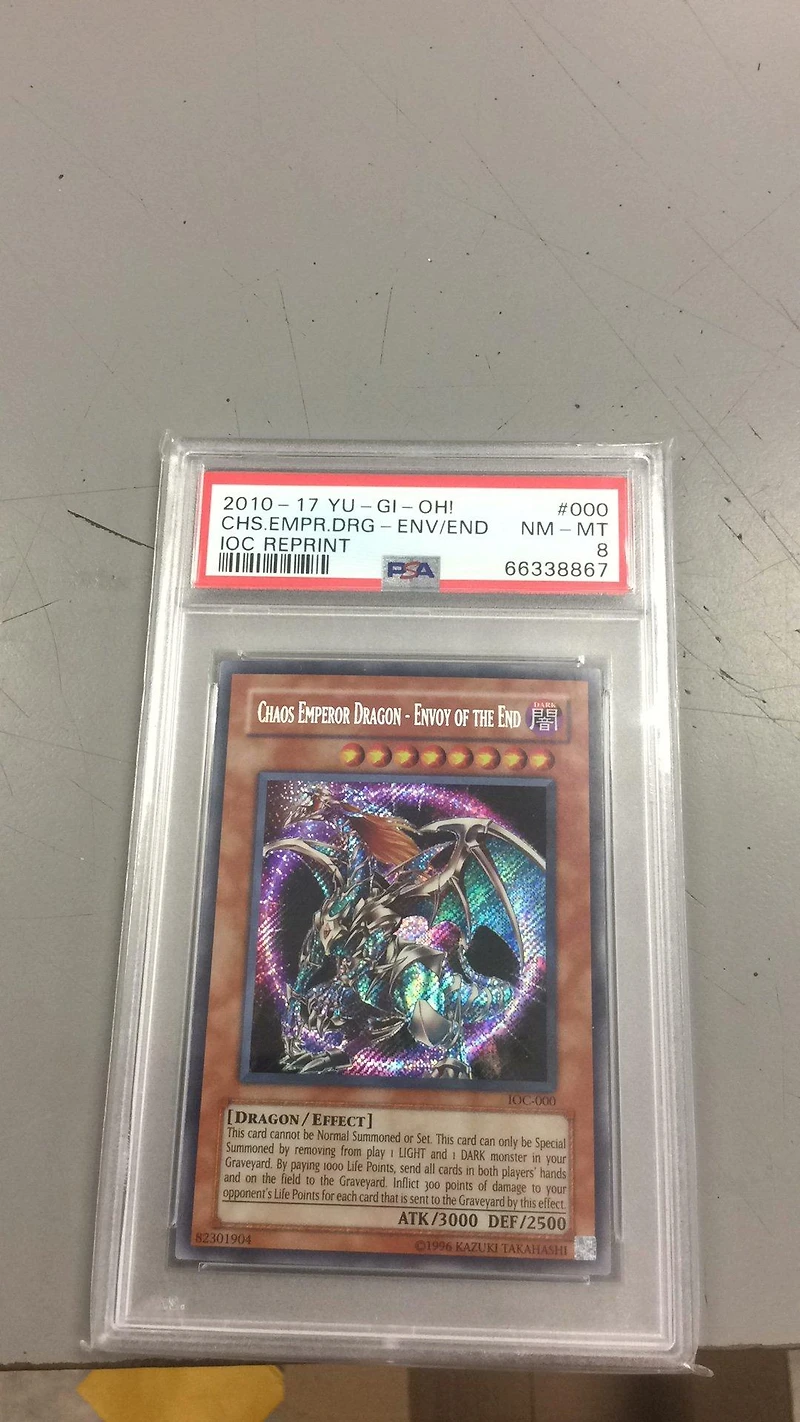 2010-17 YU-GI-OH! #000
CHS.EMPR.DRG-ENV/END NM-MT
IOC REPRINT 8
PSA 66338867
CHAOS EMPEROR DRAGON - ENVOY OF THE END
DARK
闇
IOC-000
[DRAGON/EFFECT]
This card cannot be Normal Summoned or Set. This card can only be Special
Summoned by removing from play 1 LIGHT and 1 DARK monster in your
Graveyard. By paying 1000 Life Points, send all cards in both players' hands
and on the field to the Graveyard. Inflict 300 points of damage to your
opponent's Life Points for each card that is sent to the Graveyard by this effect.
ATK/3000 DEF/2500
82301904 ©1996 KAZUKI TAKAHASHI